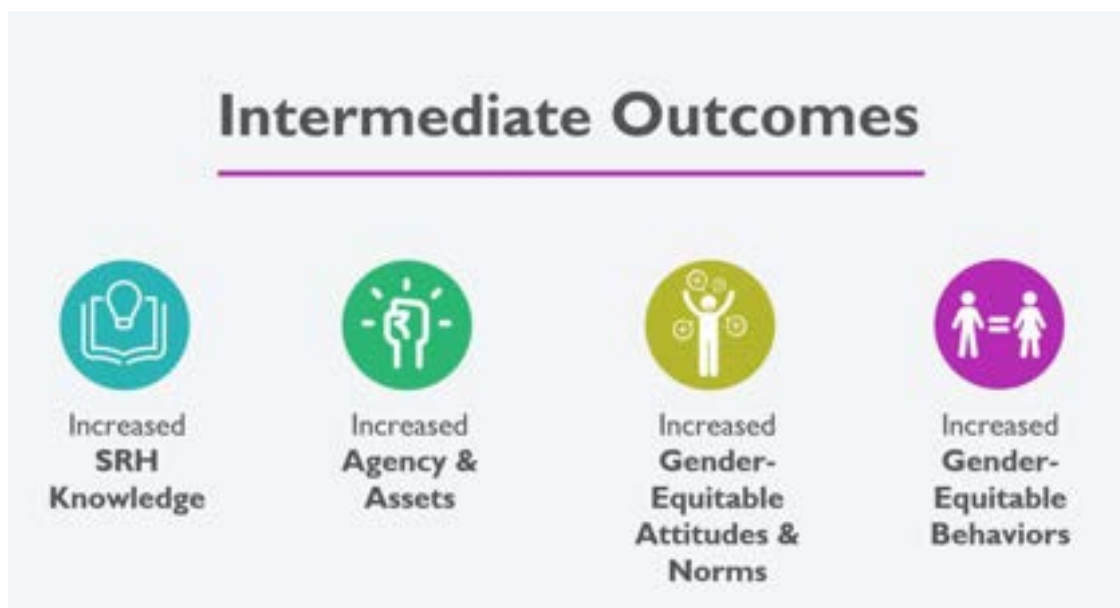 Intermediate Outcomes
Increased
SRH
Knowledge
Increased
Agency &
Assets
Increased
Gender-
Equitable
Attitudes &
Norms
Increased
Gender-
Equitable
Behaviors